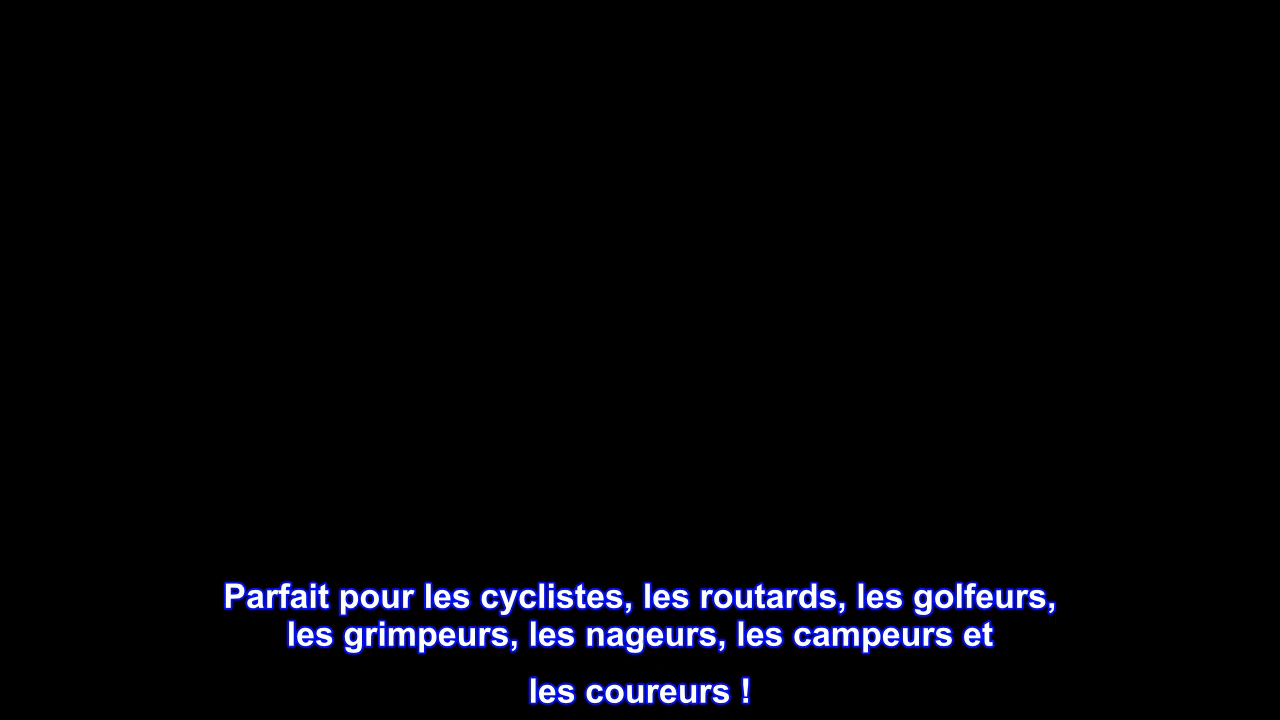 Parfait pour les cyclistes, les routards, les golfeurs,
les grimpeurs, les nageurs, les campeurs et
les coureurs !